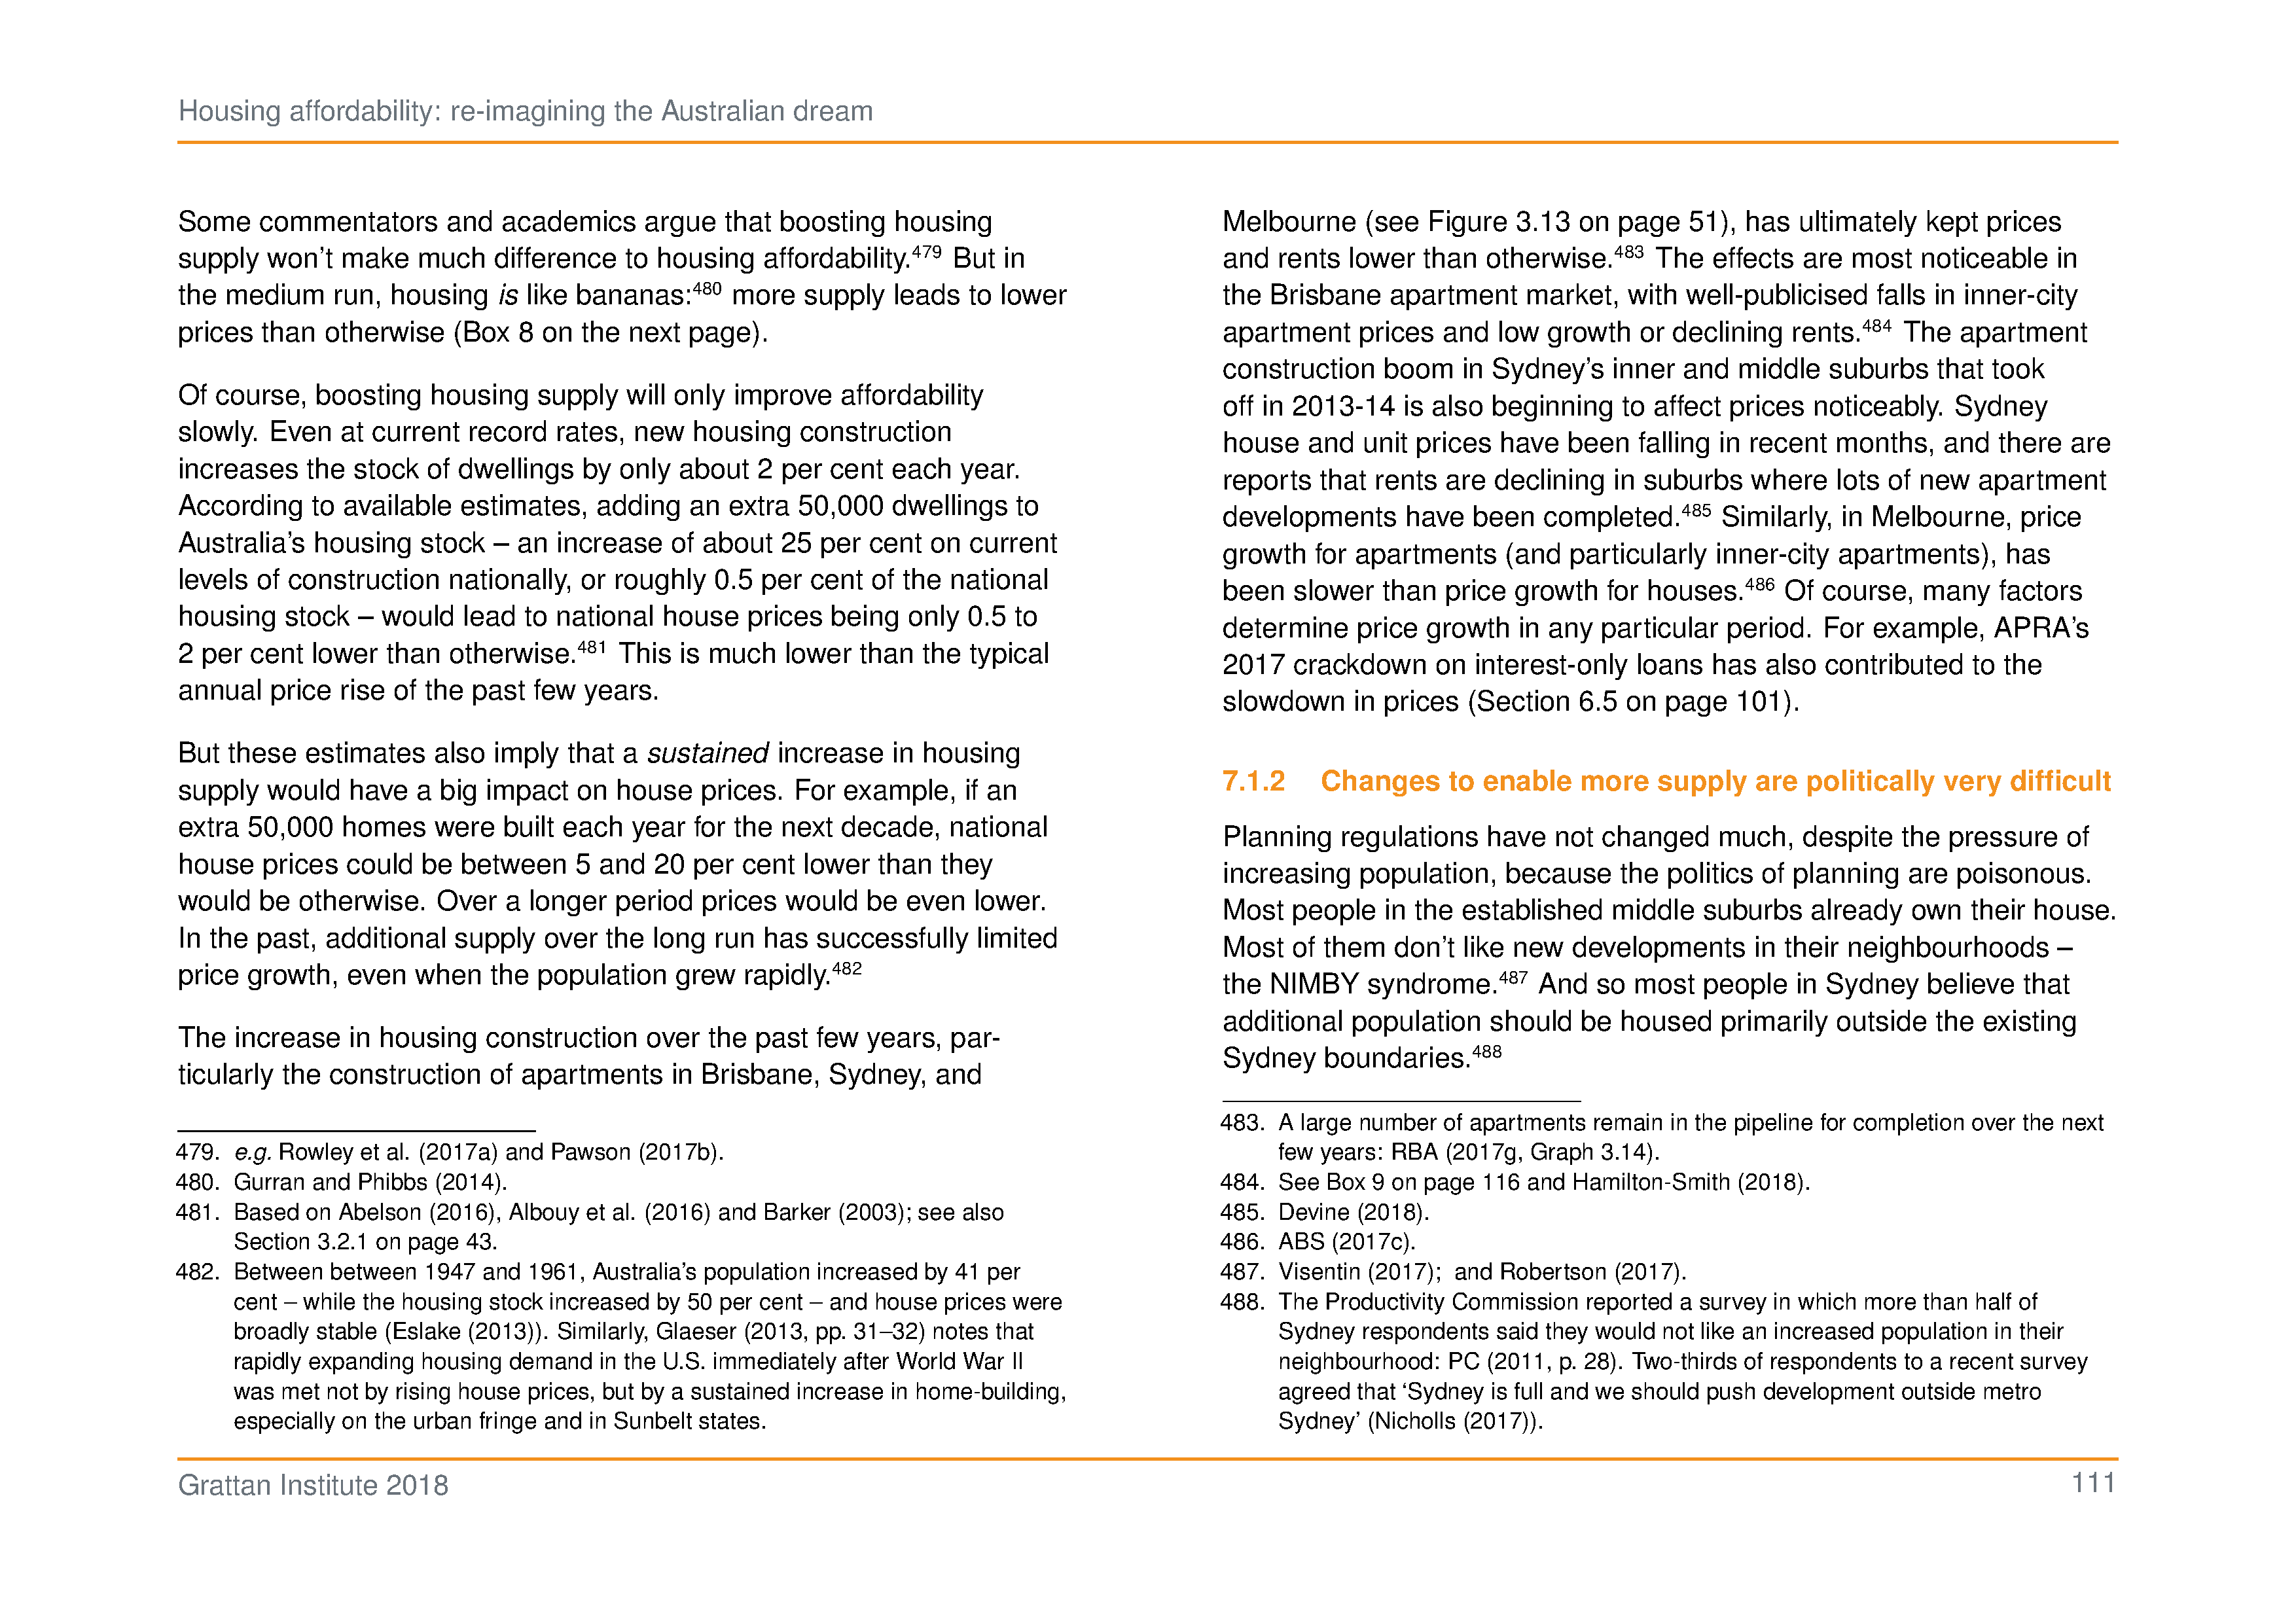 Housing affordability: re-imagining the Australian dream
Some commentators and academics argue that boosting housing
supply won’t make much difference to housing affordability.479 But in
the medium run, housing is like bananas:480 more supply leads to lower
prices than otherwise (Box 8 on the next page).
Of course, boosting housing supply will only improve affordability
slowly. Even at current record rates, new housing construction
increases the stock of dwellings by only about 2 per cent each year.
According to available estimates, adding an extra 50,000 dwellings to
Australia’s housing stock – an increase of about 25 per cent on current
levels of construction nationally, or roughly 0.5 per cent of the national
housing stock – would lead to national house prices being only 0.5 to
2 per cent lower than otherwise.481 This is much lower than the typical
annual price rise of the past few years.
But these estimates also imply that a sustained increase in housing
supply would have a big impact on house prices. For example, if an
extra 50,000 homes were built each year for the next decade, national
house prices could be between 5 and 20 per cent lower than they
would be otherwise. Over a longer period prices would be even lower.
In the past, additional supply over the long run has successfully limited
price growth, even when the population grew rapidly.482
The increase in housing construction over the past few years, par-
ticularly the construction of apartments in Brisbane, Sydney, and
479. e.g. Rowley et al. (2017a) and Pawson (2017b).
480. Gurran and Phibbs (2014).
481. Based on Abelson (2016), Albouy et al. (2016) and Barker (2003); see also
Section 3.2.1 on page 43.
482. Between between 1947 and 1961, Australia’s population increased by 41 per
cent – while the housing stock increased by 50 per cent – and house prices were
broadly stable (Eslake (2013)). Similarly, Glaeser (2013, pp. 31–32) notes that
rapidly expanding housing demand in the U.S. immediately after World War II
was met not by rising house prices, but by a sustained increase in home-building,
especially on the urban fringe and in Sunbelt states.
Melbourne (see Figure 3.13 on page 51), has ultimately kept prices
and rents lower than otherwise.483 The effects are most noticeable in
the Brisbane apartment market, with well-publicised falls in inner-city
apartment prices and low growth or declining rents.484 The apartment
construction boom in Sydney’s inner and middle suburbs that took
off in 2013-14 is also beginning to affect prices noticeably. Sydney
house and unit prices have been falling in recent months, and there are
reports that rents are declining in suburbs where lots of new apartment
developments have been completed.485 Similarly, in Melbourne, price
growth for apartments (and particularly inner-city apartments), has
been slower than price growth for houses.486 Of course, many factors
determine price growth in any particular period. For example, APRA’s
2017 crackdown on interest-only loans has also contributed to the
slowdown in prices (Section 6.5 on page 101).
7.1.2 Changes to enable more supply are politically very difficult
Planning regulations have not changed much, despite the pressure of
increasing population, because the politics of planning are poisonous.
Most people in the established middle suburbs already own their house.
Most of them don’t like new developments in their neighbourhoods –
the NIMBY syndrome.487 And so most people in Sydney believe that
additional population should be housed primarily outside the existing
Sydney boundaries.488
483. A large number of apartments remain in the pipeline for completion over the next
few years: RBA (2017g, Graph 3.14).
484. See Box 9 on page 116 and Hamilton-Smith (2018).
485. Devine (2018).
486. ABS (2017c).
487. Visentin (2017); and Robertson (2017).
488. The Productivity Commission reported a survey in which more than half of
Sydney respondents said they would not like an increased population in their
neighbourhood: PC (2011, p. 28). Two-thirds of respondents to a recent survey
agreed that ‘Sydney is full and we should push development outside metro
Sydney’ (Nicholls (2017)).
Grattan Institute 2018
111